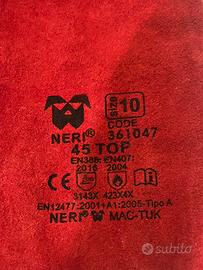 SIZE 10
CODE
NERI® 361047
45 TOP
EN388: EN407:
2016 2004
CE
3143X 423X4X
EN12477:2001+A1:2005-Tipo A
NERI MAC-TUK
subito